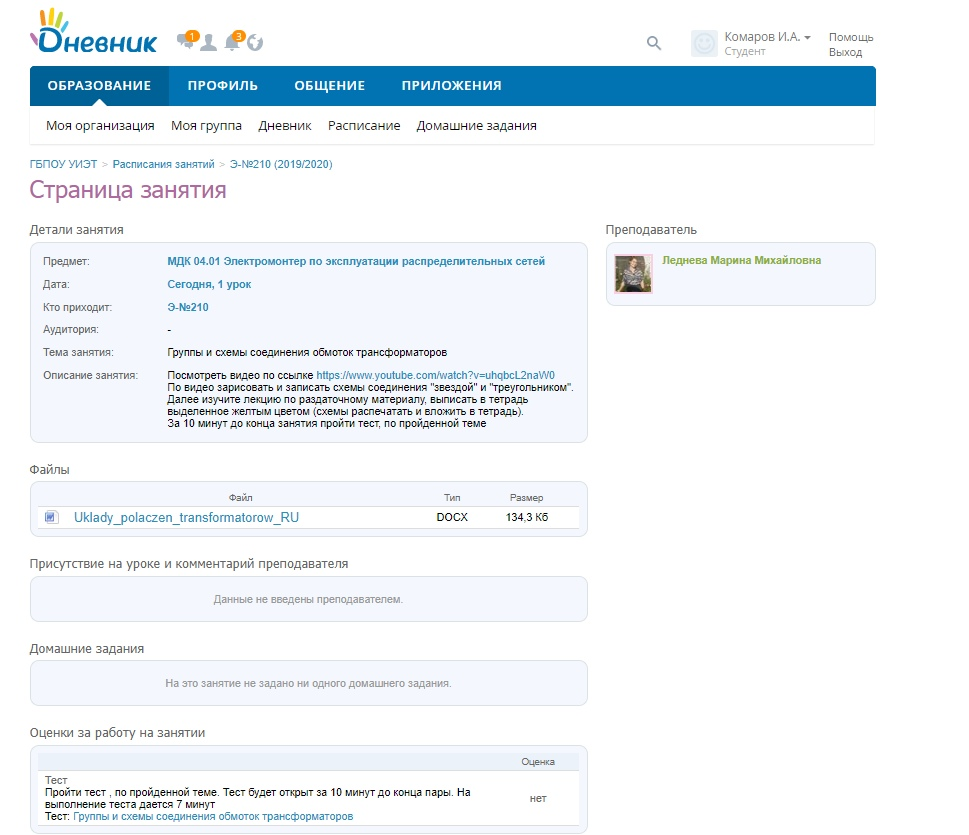 Дневник
1
3
Комаров И.А.
Студент
Помощь
Выход
ОБРАЗОВАНИЕ ПРОФИЛЬ ОБЩЕНИЕ ПРИЛОЖЕНИЯ
Моя организация Моя группа Дневник Расписание Домашние задания
ГБПОУ УИЭТ > Расписания занятий > Э-№210 (2019/2020)
Страница занятия
Детали занятия
Предмет: МДК 04.01 Электромонтер по эксплуатации распределительных сетей
Дата: Сегодня, 1 урок
Кто приходит: Э-№210
Аудитория: -
Тема занятия: Группы и схемы соединения обмоток трансформаторов
Описание занятия: Посмотреть видео по ссылке https://www.youtube.com/watch?v=uhqbcL2naW0
По видео зарисовать и записать схемы соединения "звездой" и "треугольником".
Далее изучите лекцию по раздаточному материалу, выписать в тетрадь
выделенное желтым цветом (схемы распечатать и вложить в тетрадь).
За 10 минут до конца занятия пройти тест, по пройденной теме
Преподаватель
Леднева Марина Михайловна
Файлы
Файл Тип Размер
Uklady_polaczen_transformatorow_RU DOCX 134,3 Кб
Присутствие на уроке и комментарий преподавателя
Данные не введены преподавателем.
Домашние задания
На это занятие не задано ни одного домашнего задания.
Оценки за работу на занятии
Оценка
Тест
Пройти тест , по пройденной теме. Тест будет открыт за 10 минут до конца пары. На
выполнение теста дается 7 минут
Тест: Группы и схемы соединения обмоток трансформаторов
нет